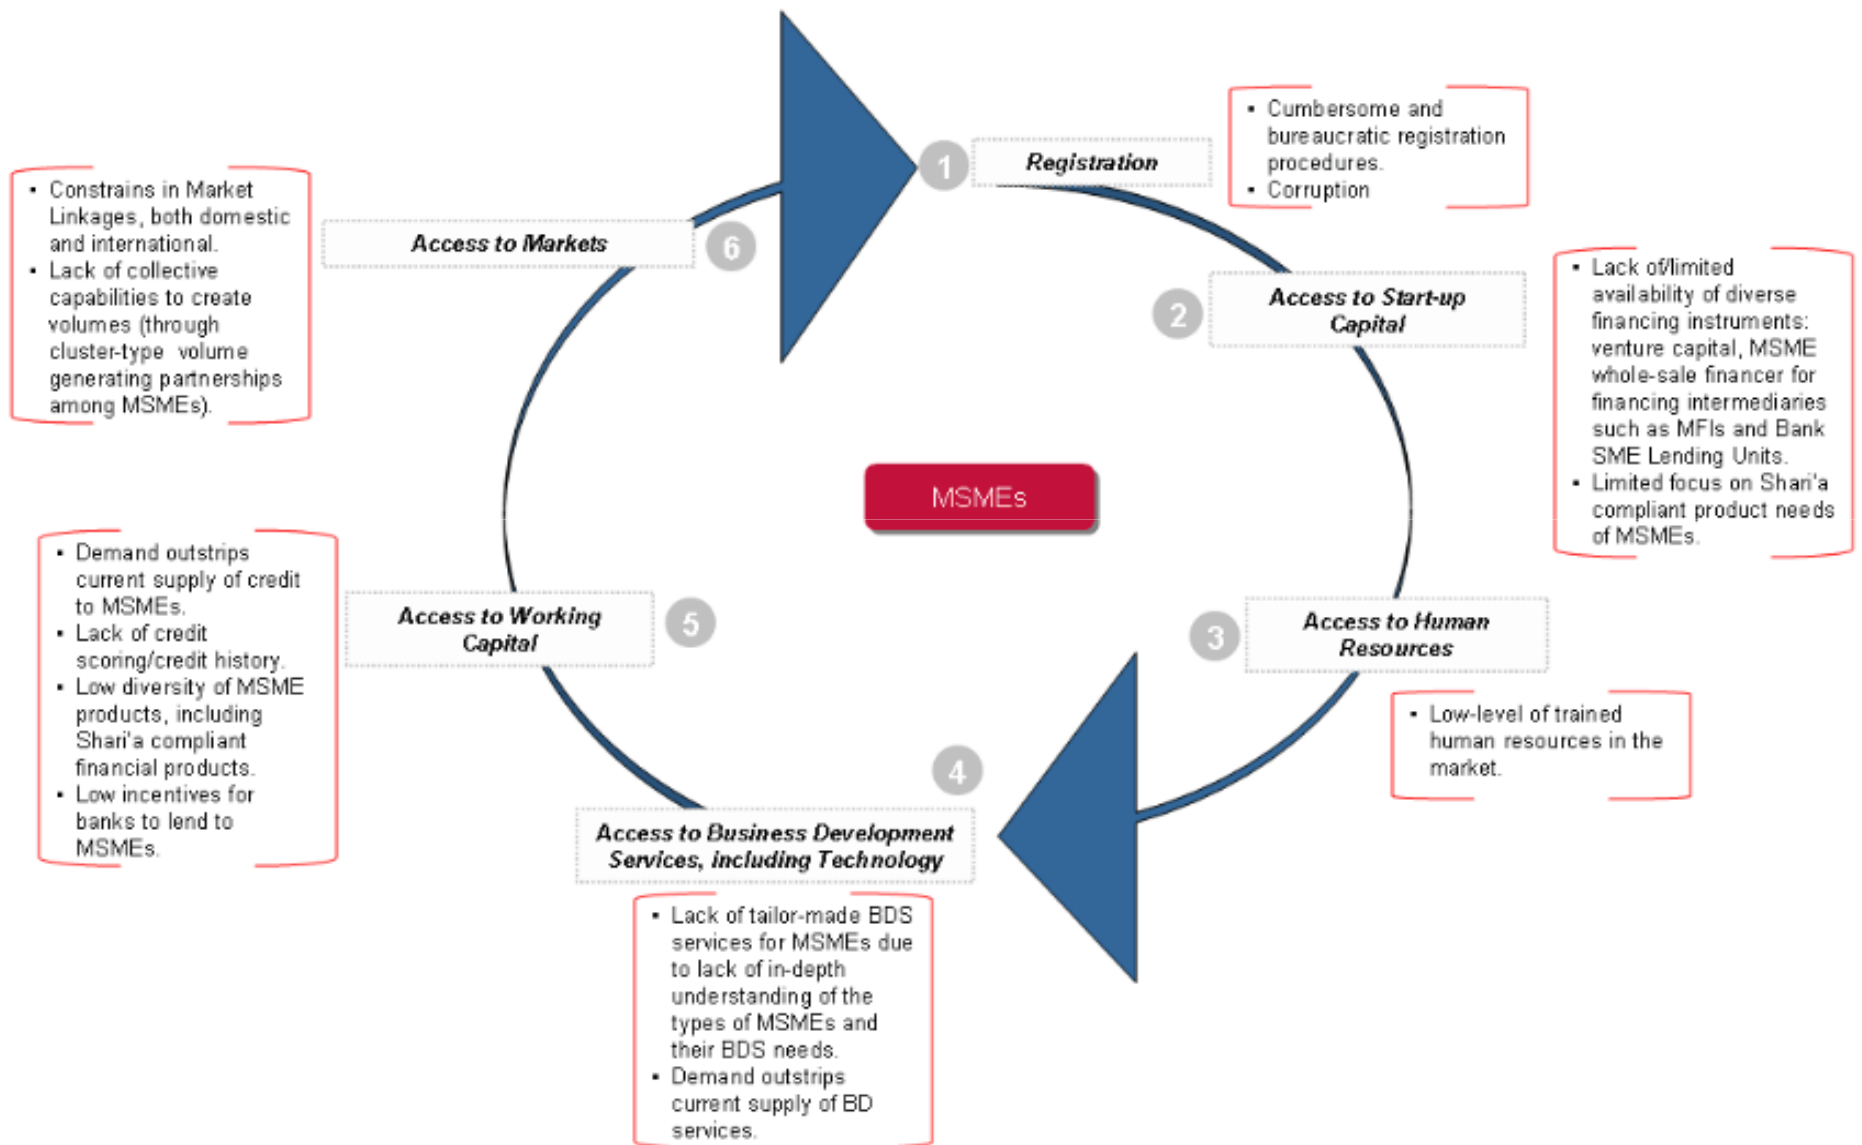 1
Registration
▪ Cumbersome and
bureaucratic registration
procedures.
▪ Corruption
2
Access to Start-up
Capital
▪ Lack of/limited
availability of diverse
financing instruments:
venture capital, MSME
whole-sale financer for
financing intermediaries
such as MFIs and Bank
SME Lending Units.
▪ Limited focus on Shari'a
compliant product needs
of MSMEs.
3
Access to Human
Resources
▪ Low-level of trained
human resources in the
market.
4
Access to Business Development
Services, including Technology
▪ Lack of tailor-made BDS
services for MSMEs due
to lack of in-depth
understanding of the
types of MSMEs and
their BDS needs.
▪ Demand outstrips
current supply of BD
services.
5
Access to Working
Capital
▪ Demand outstrips
current supply of credit
to MSMEs.
▪ Lack of credit
scoring/credit history.
▪ Low diversity of MSME
products, including
Shari'a compliant
financial products.
▪ Low incentives for
banks to lend to
MSMEs.
6
Access to Markets
▪ Constrains in Market
Linkages, both domestic
and international.
▪ Lack of collective
capabilities to create
volumes (through
cluster-type volume
generating partnerships
among MSMEs).
MSMEs